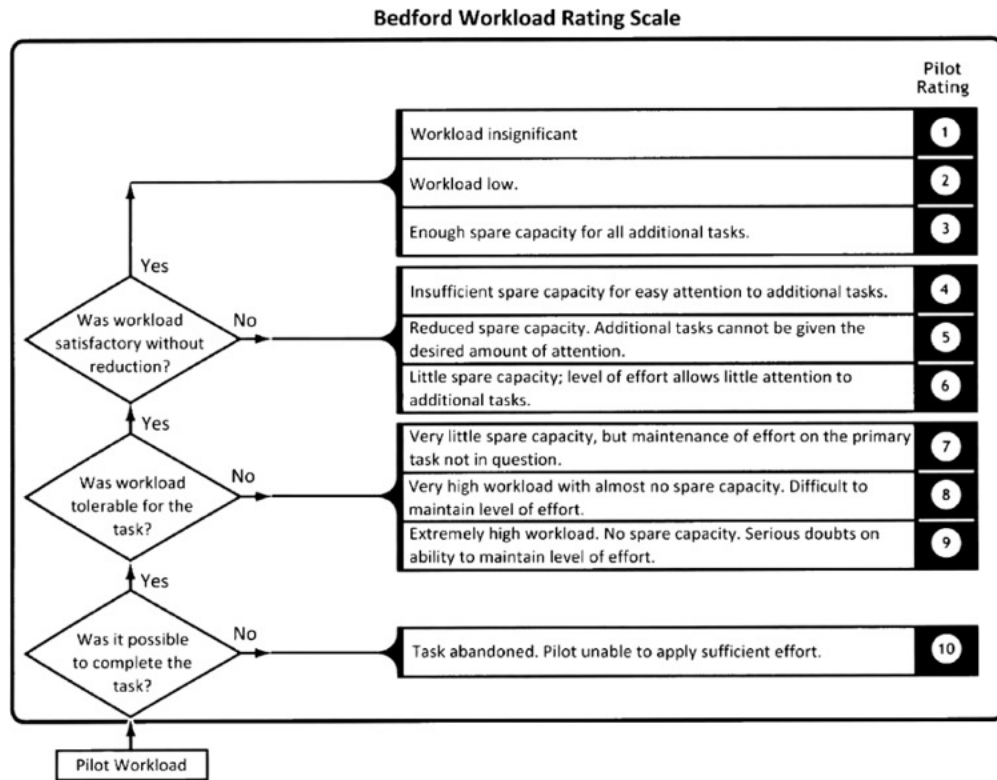 Bedford Workload Rating Scale
Pilot
Rating
Workload insignificant
1
Workload low.
2
Enough spare capacity for all additional tasks.
3
Yes
Was workload
satisfactory without
reduction?
No
Insufficient spare capacity for easy attention to additional tasks.
4
Reduced spare capacity. Additional tasks cannot be given the
desired amount of attention.
5
Little spare capacity; level of effort allows little attention to
additional tasks.
6
Yes
Was workload
tolerable for the
task?
No
Very little spare capacity, but maintenance of effort on the primary
task not in question.
7
Very high workload with almost no spare capacity. Difficult to
maintain level of effort.
8
Extremely high workload. No spare capacity. Serious doubts on
ability to maintain level of effort.
9
Yes
Was it possible
to complete the
task?
No
Task abandoned. Pilot unable to apply sufficient effort.
10
Pilot Workload